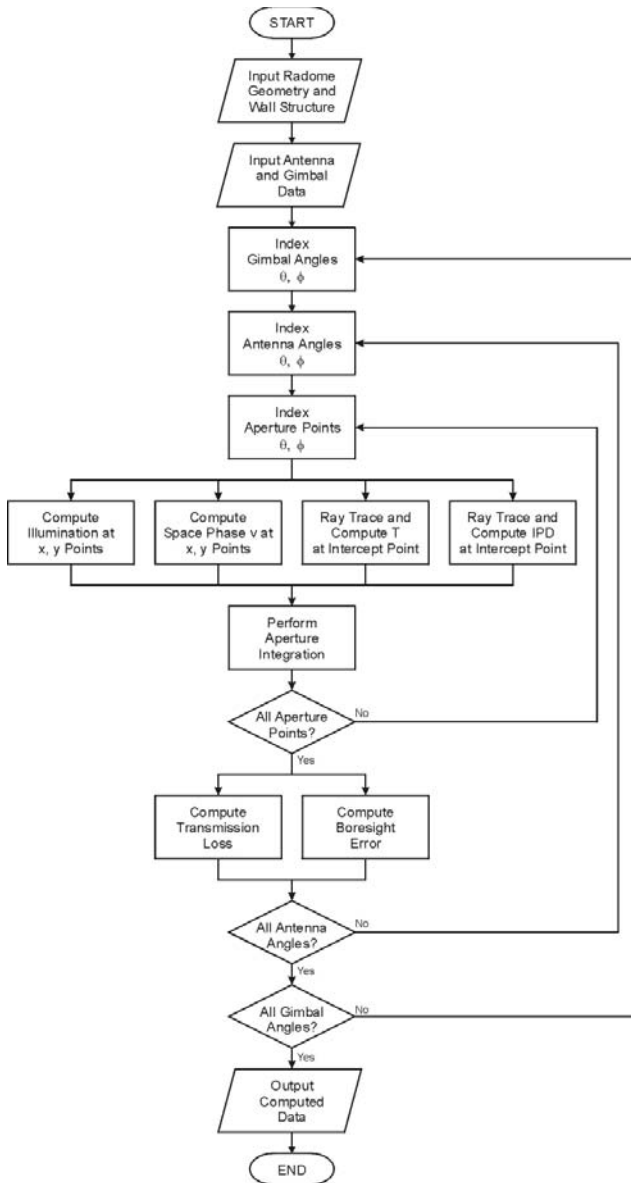 START
Input Radome
Geometry and
Wall Structure
Input Antenna
and Gimbal
Data
Index
Gimbal Angles
θ, ϕ
Index
Antenna Angles
θ, ϕ
Index
Aperture Points
θ, ϕ
Compute
Illumination at
x, y Points
Compute
Space Phase v at
x, y Points
Ray Trace and
Compute T
at Intercept Point
Ray Trace and
Compute IPD
at Intercept Point
Perform
Aperture
Integration
All Aperture
Points?
No
Yes
Compute
Transmission
Loss
Compute
Boresight
Error
All Antenna
Angles?
No
Yes
All Gimbal
Angles?
No
Yes
Output
Computed
Data
END